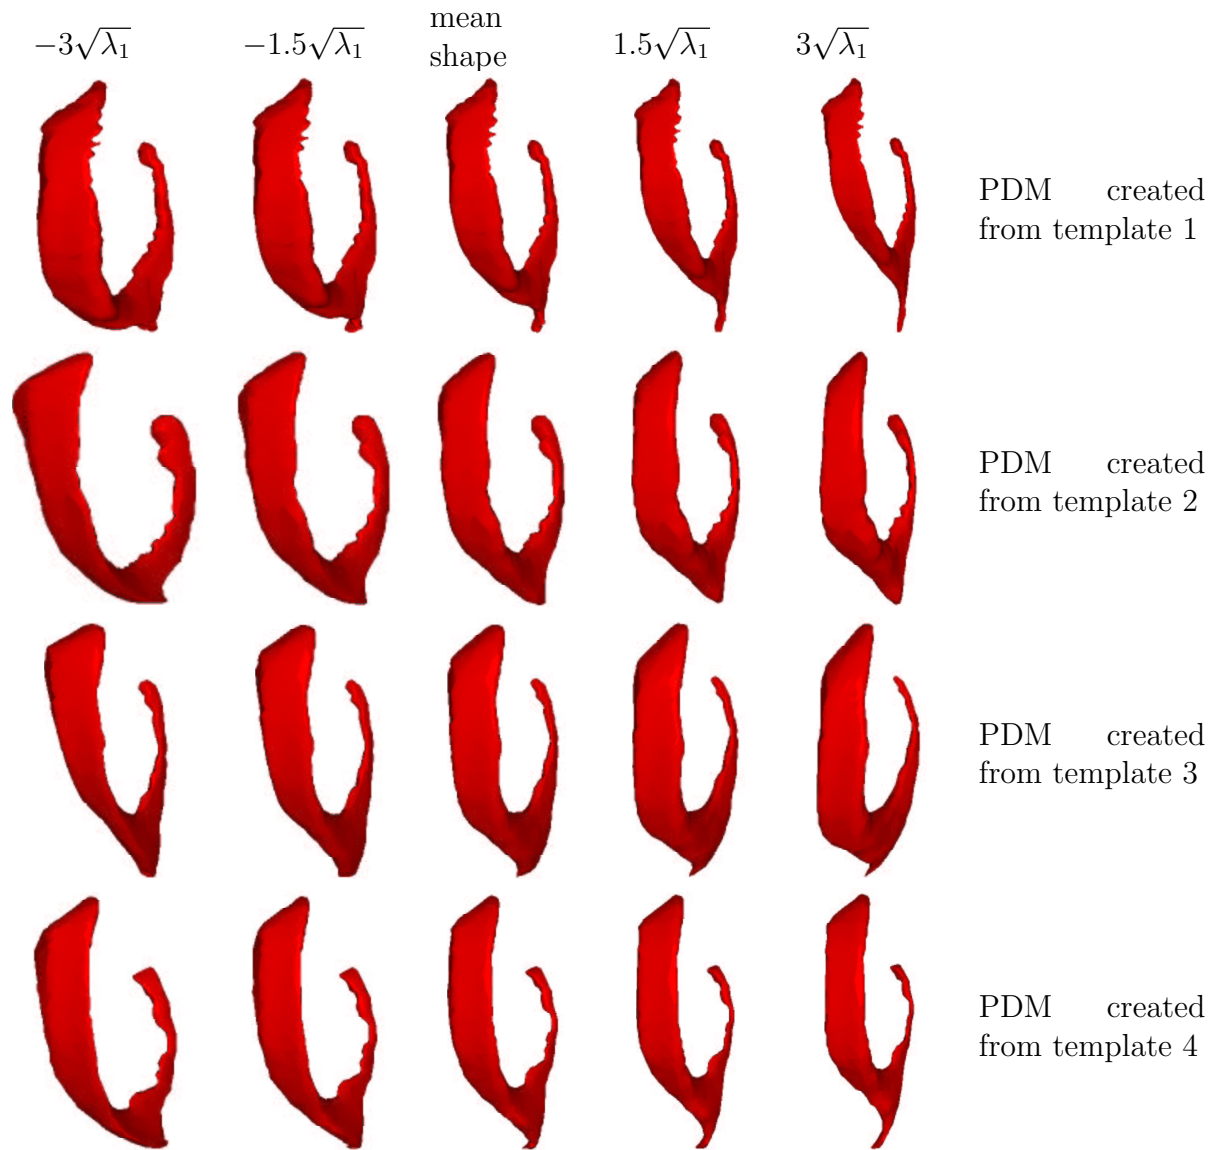 −3√λ₁
−1.5√λ₁
mean
shape
1.5√λ₁
3√λ₁
PDM created
from template 1
PDM created
from template 2
PDM created
from template 3
PDM created
from template 4